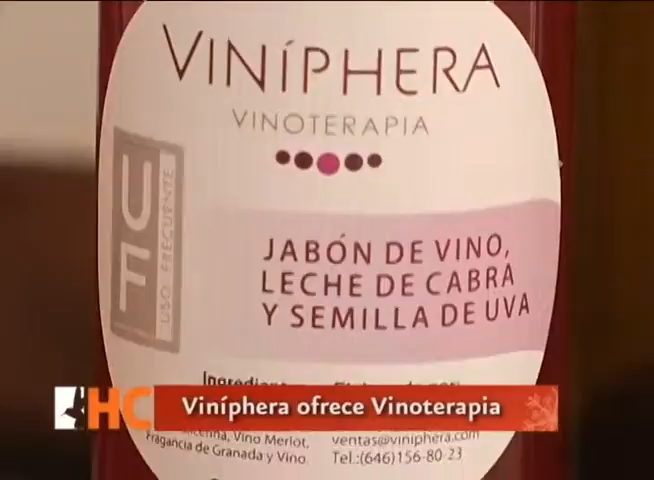 VINÍPHERA
VINOTERAPIA
UF
USO FRECUENTE
JABÓN DE VINO,
LECHE DE CABRA
Y SEMILLA DE UVA
HC
Viníphera ofrece Vinoterapia
Vino Merlot,
Fragancia de Granada y Vino.
ventas@viniphera.com
Tel.:(646)156-80 23